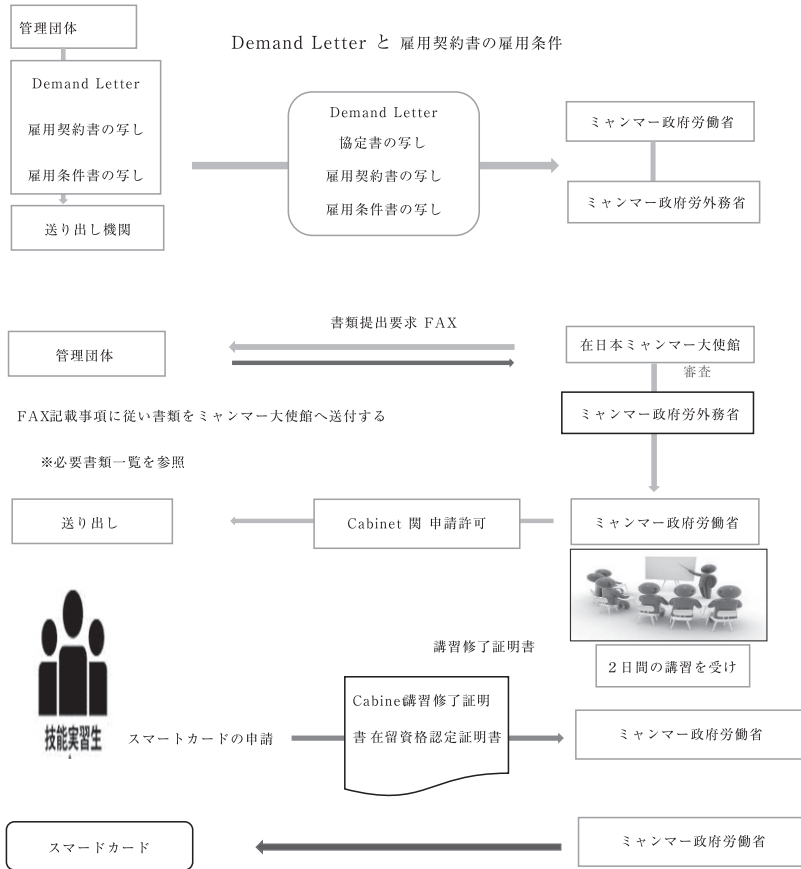 管理団体
Demand Letter と 雇用契約書の雇用条件
Demand Letter
雇用契約書の写し
雇用条件書の写し
送り出し機関
Demand Letter
協定書の写し
雇用契約書の写し
雇用条件書の写し
ミャンマー政府労働省
ミャンマー政府労外務省
書類提出要求 FAX
管理団体
在日本ミャンマー大使館
審査
ミャンマー政府労外務省
FAX記載事項に従い書類をミャンマー大使館へ送付する
※必要書類一覧を参照
送り出し
Cabinet 関 申請許可
ミャンマー政府労働省
2日間の講習を受け
講習修了証明書
技能実習生
スマートカードの申請
Cabine講習修了証明
書 在留資格認定証明書
ミャンマー政府労働省
スマードカード
ミャンマー政府労働省